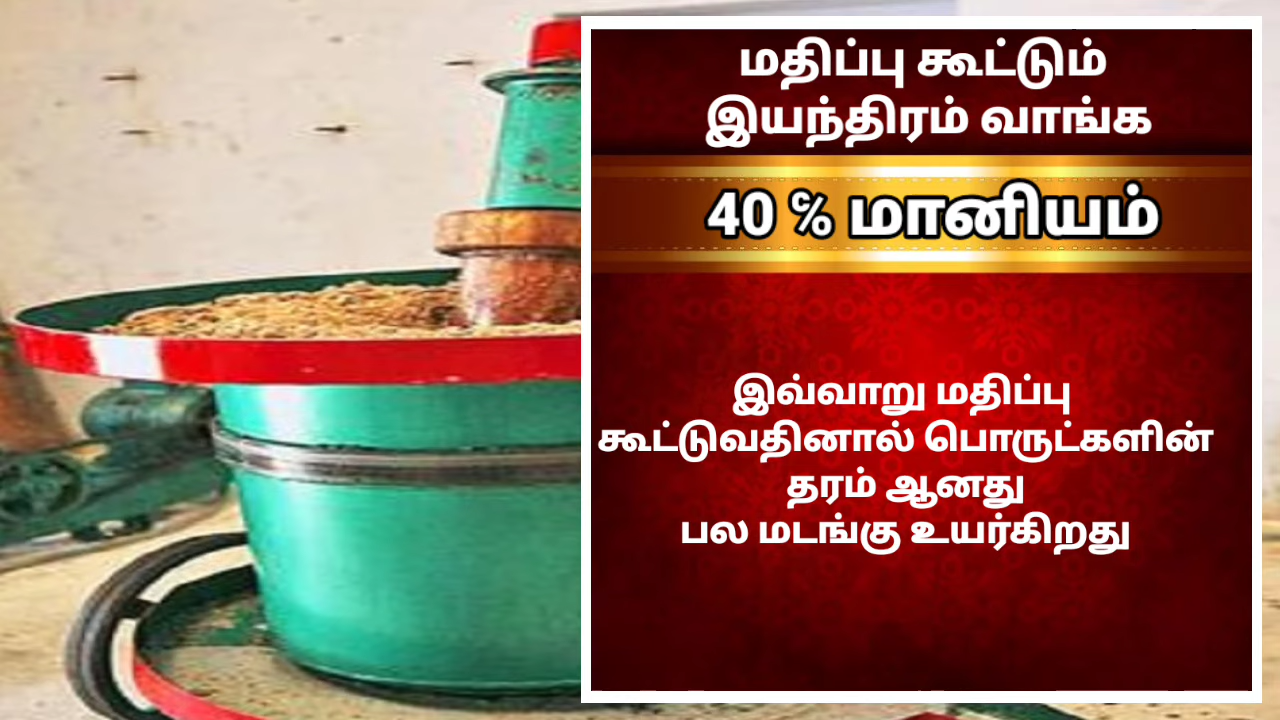 மதிப்பு கூட்டும்
இயந்திரம் வாங்க
40 % மானியம்
இவ்வாறு மதிப்பு
கூட்டுவதினால் பொருட்களின்
தரம் ஆனது
பல மடங்கு உயர்கிறது